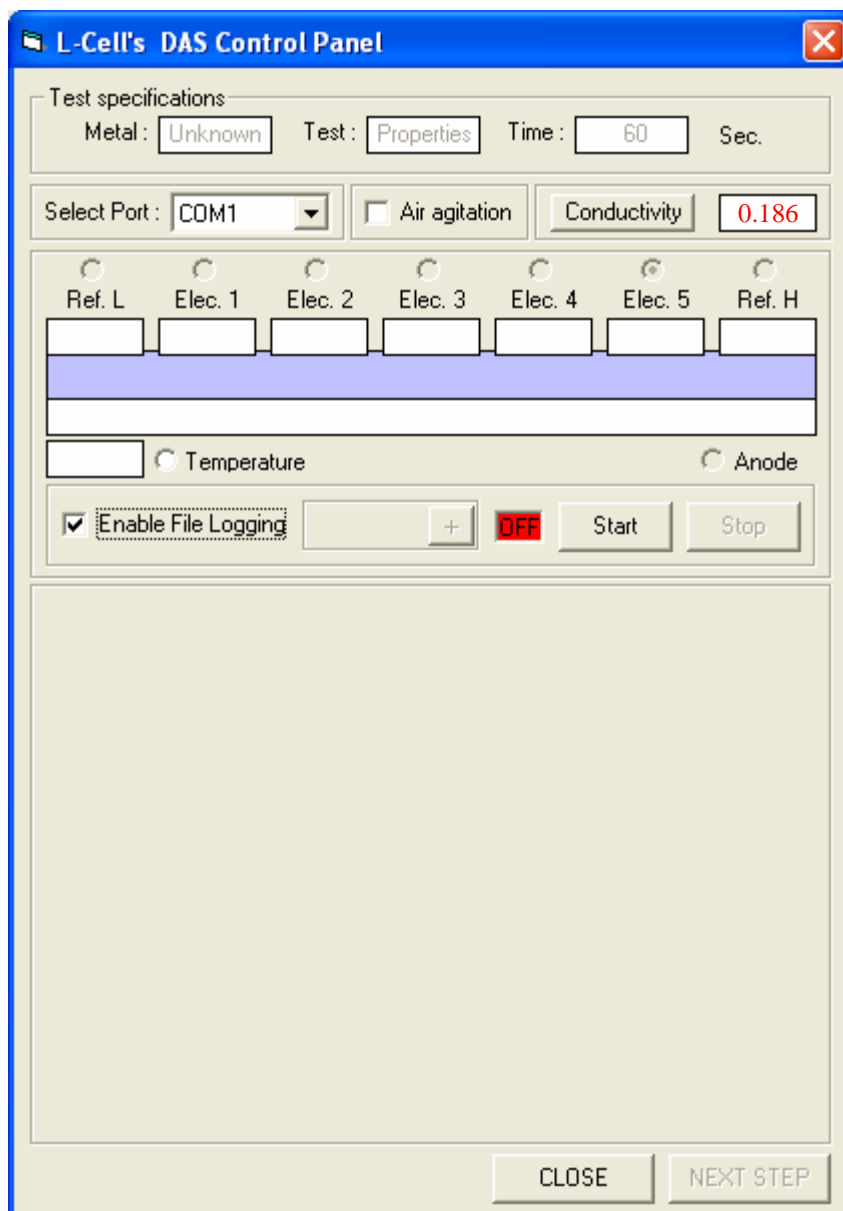 L-Cell's DAS Control Panel
Test specifications
Metal : Unknown Test : Properties Time : 60 Sec.
Select Port : COM1 Air agitation Conductivity 0.186
Ref. L Elec. 1 Elec. 2 Elec. 3 Elec. 4 Elec. 5 Ref. H
Temperature Anode
Enable File Logging + OFF Start Stop
CLOSE NEXT STEP